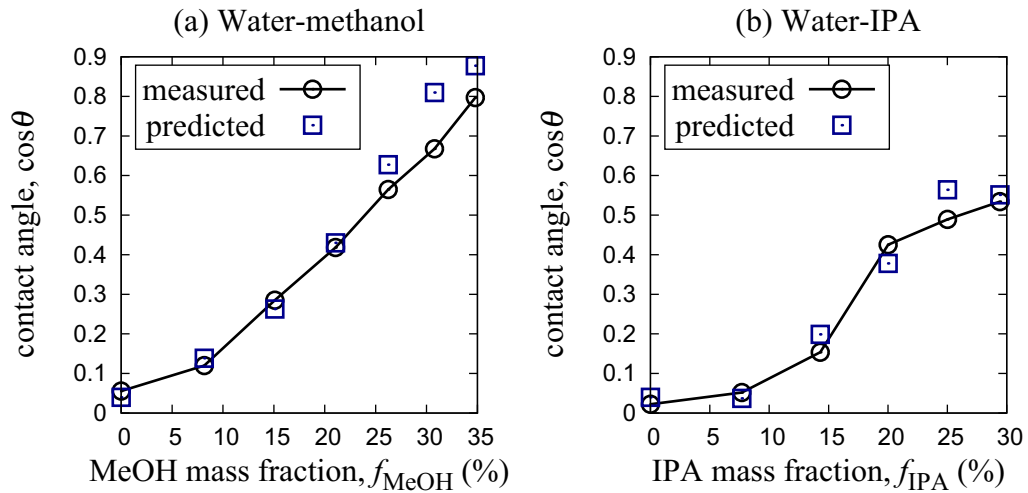 (a) Water-methanol
0.9
0.8
0.7
0.6
0.5
0.4
0.3
0.2
0.1
0
contact angle, cosθ
measured
predicted
0 5 10 15 20 25 30 35
MeOH mass fraction, fMeOH (%)
(b) Water-IPA
0.9
0.8
0.7
0.6
0.5
0.4
0.3
0.2
0.1
0
contact angle, cosθ
measured
predicted
0 5 10 15 20 25 30
IPA mass fraction, fIPA (%)